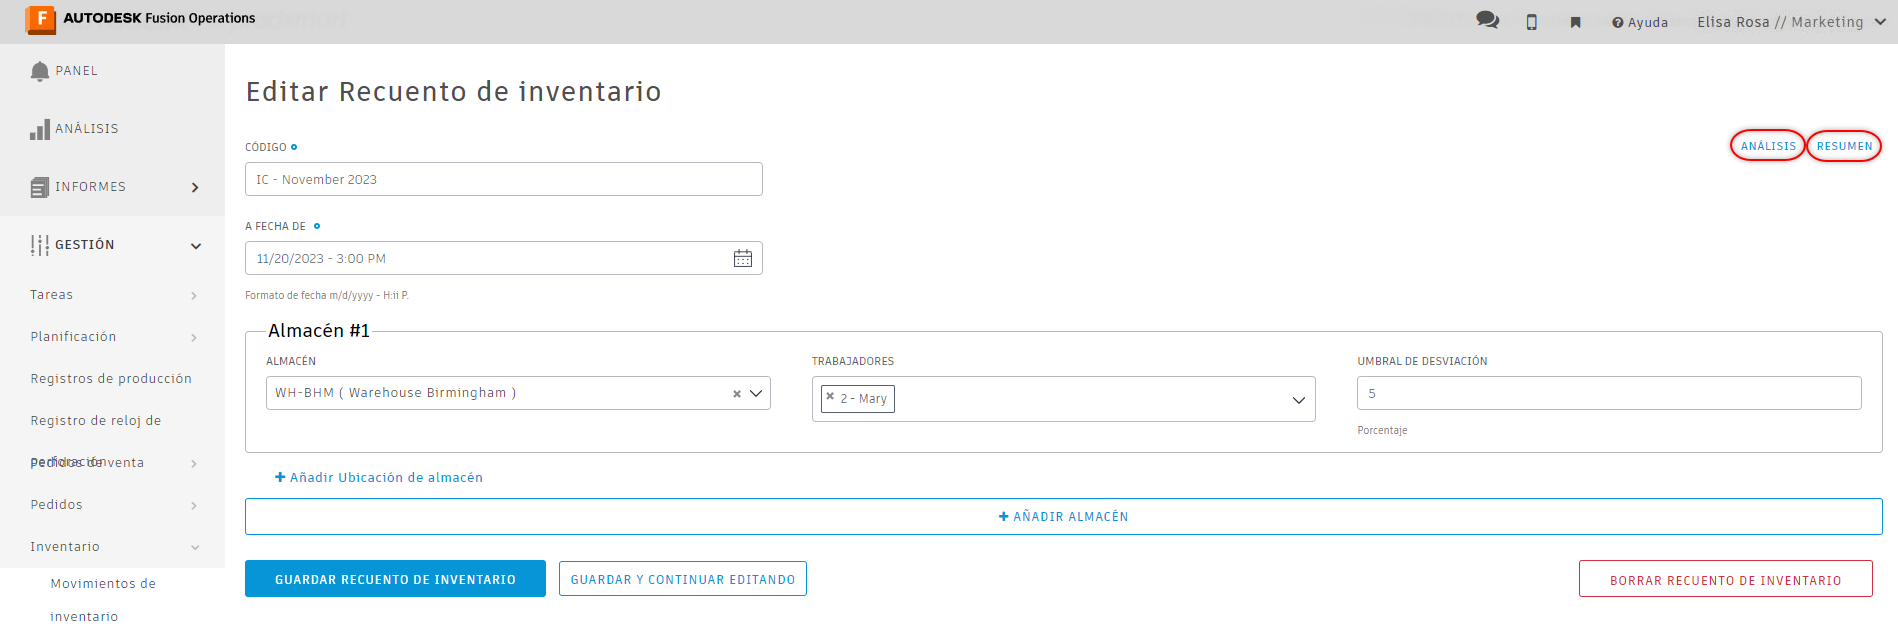 AUTODESK Fusion Operations
Ayuda
Elisa Rosa // Marketing
PANEL
ANÁLISIS
INFORMES
GESTIÓN
Tareas
Planificación
Registros de producción
Registro de reloj de
perforación
Pedidos de venta
Pedidos
Inventario
Movimientos de
inventario
Editar Recuento de inventario
ANÁLISIS
RESUMEN
CÓDIGO
IC - November 2023
A FECHA DE
11/20/2023 - 3:00 PM
Formato de fecha m/d/yyyy - H:ii P.
Almacén #1
ALMACÉN
WH-BHM ( Warehouse Birmingham )
TRABAJADORES
2 - Mary
UMBRAL DE DESVIACIÓN
5
Porcentaje
Añadir Ubicación de almacén
AÑADIR ALMACÉN
GUARDAR RECUENTO DE INVENTARIO
GUARDAR Y CONTINUAR EDITANDO
BORRAR RECUENTO DE INVENTARIO